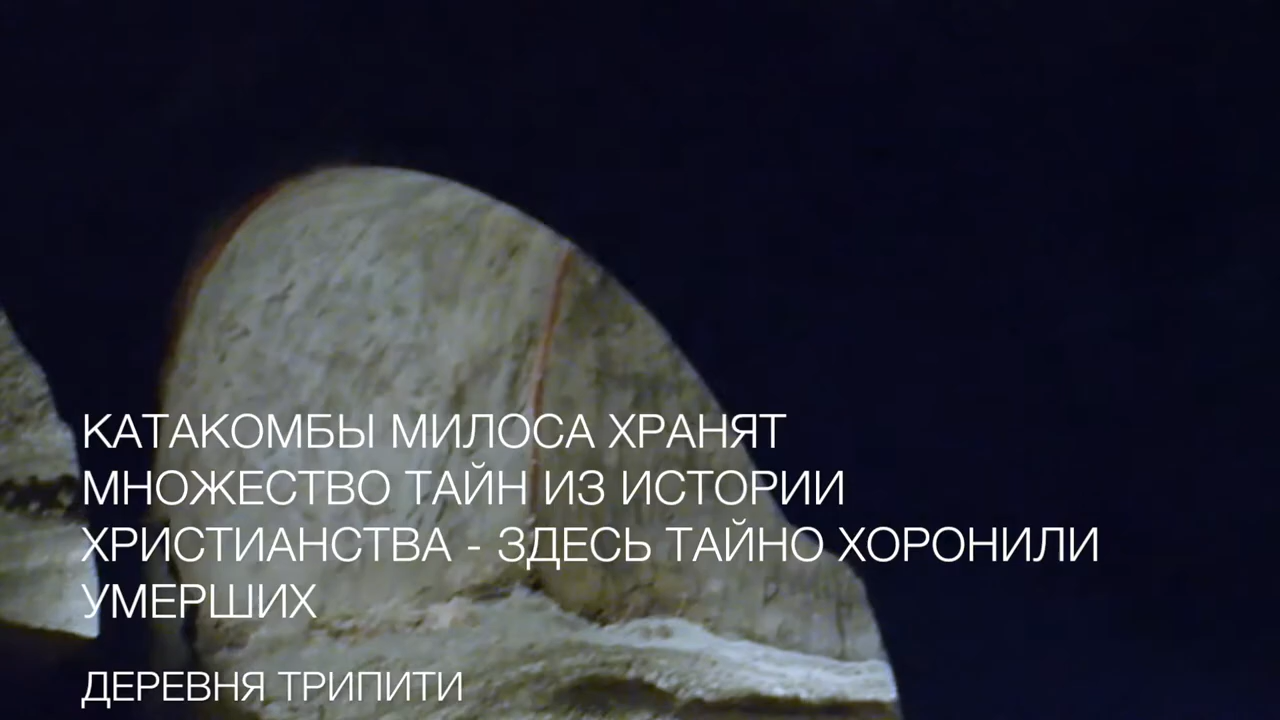 КАТАКОМБЫ МИЛОСА ХРАНЯТ
МНОЖЕСТВО ТАЙН ИЗ ИСТОРИИ
ХРИСТИАНСТВА - ЗДЕСЬ ТАЙНО ХОРОНИЛИ
УМЕРШИХ
ДЕРЕВНЯ ТРИПИТИ